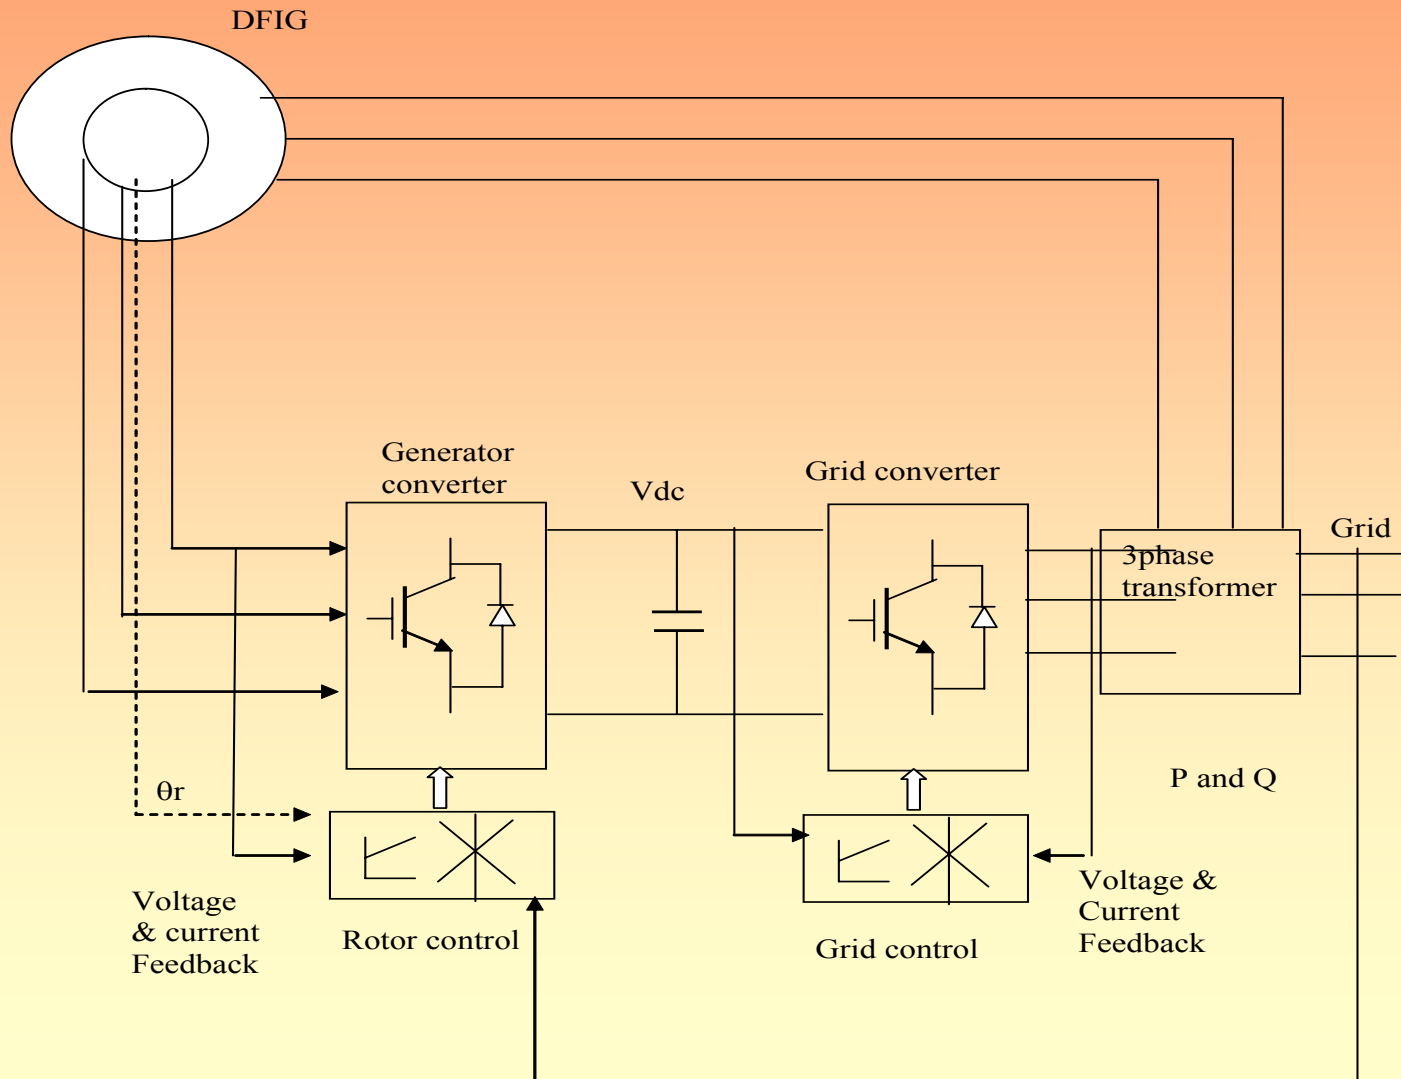 DFIG
Generator
converter
Vdc
Grid converter
Grid
3phase
transformer
θr
P and Q
Voltage
& current
Feedback
Rotor control
Grid control
Voltage &
Current
Feedback